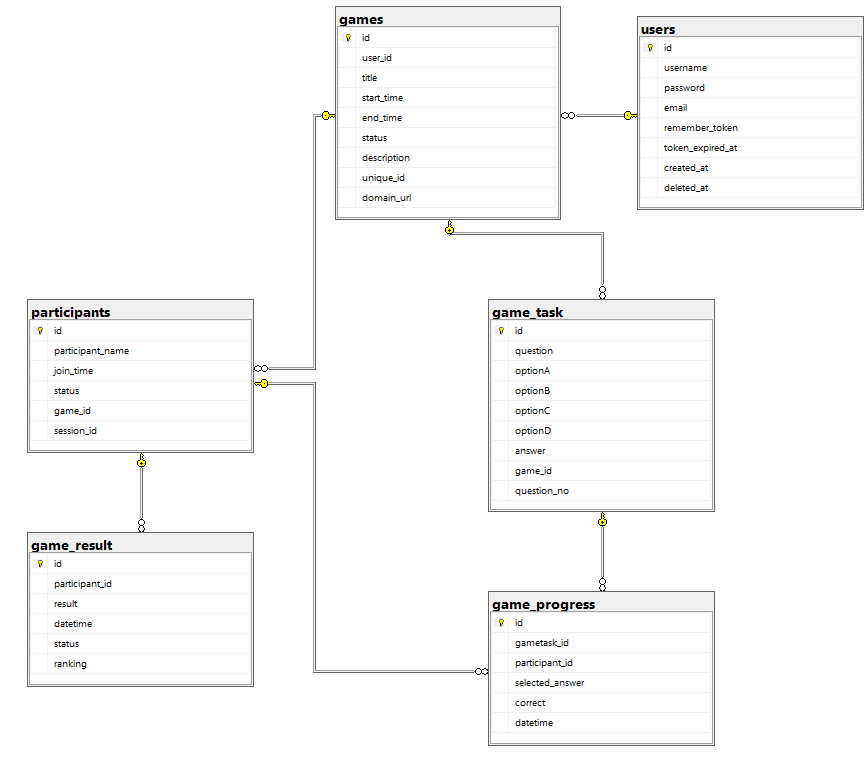 games
id
user_id
title
start_time
end_time
status
description
unique_id
domain_url
users
id
username
password
email
remember_token
token_expired_at
created_at
deleted_at
participants
id
participant_name
join_time
status
game_id
session_id
game_task
id
question
optionA
optionB
optionC
optionD
answer
game_id
question_no
game_result
id
participant_id
result
datetime
status
ranking
game_progress
id
gametask_id
participant_id
selected_answer
correct
datetime